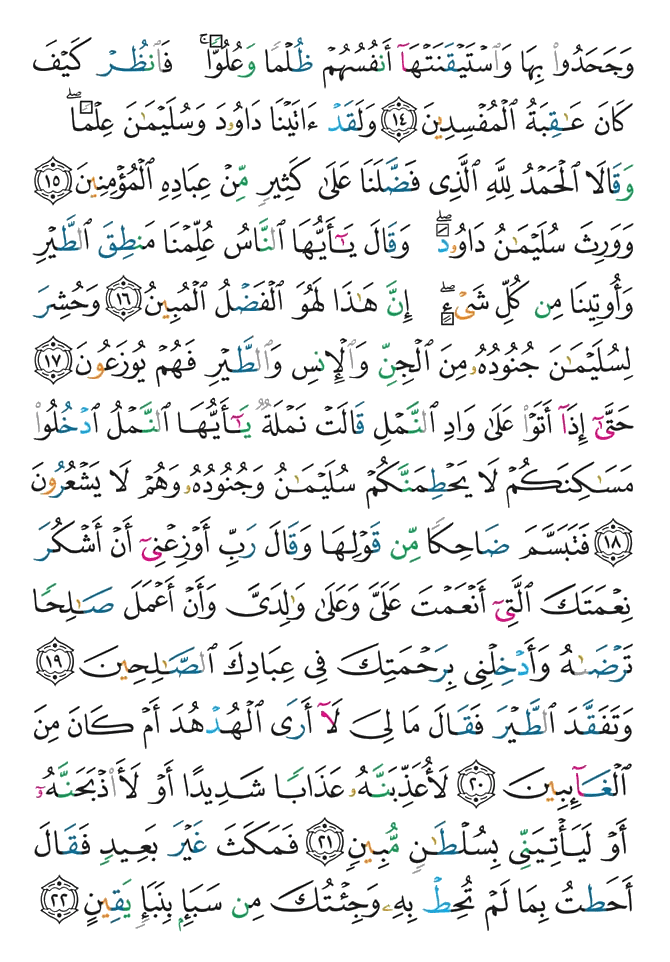 وَجَحَدُوا۟ بِهَا وَٱسْتَيْقَنَتْهَآ أَنفُسُهُمْ ظُلْمًا وَعُلُوًّا ۚ فَٱنظُرْ كَيْفَ
كَانَ عَـٰقِبَةُ ٱلْمُفْسِدِينَ ١٤ وَلَقَدْ ءَاتَيْنَا دَاوُۥدَ وَسُلَيْمَـٰنَ عِلْمًا ۖ
وَقَالَا ٱلْحَمْدُ لِلَّهِ ٱلَّذِى فَضَّلَنَا عَلَىٰ كَثِيرٍ مِّنْ عِبَادِهِ ٱلْمُؤْمِنِينَ ١٥
وَوَرِثَ سُلَيْمَـٰنُ دَاوُۥدَ ۖ وَقَالَ يَـٰٓأَيُّهَا ٱلنَّاسُ عُلِّمْنَا مَنطِقَ ٱلطَّيْرِ
وَأُوتِينَا مِن كُلِّ شَىْءٍ ۖ إِنَّ هَـٰذَا لَهُوَ ٱلْفَضْلُ ٱلْمُبِينُ ١٦ وَحُشِرَ
لِسُلَيْمَـٰنَ جُنُودُهُۥ مِنَ ٱلْجِنِّ وَٱلْإِنسِ وَٱلطَّيْرِ فَهُمْ يُوزَعُونَ ١٧
حَتَّىٰٓ إِذَآ أَتَوْا۟ عَلَىٰ وَادِ ٱلنَّمْلِ قَالَتْ نَمْلَةٌ يَـٰٓأَيُّهَا ٱلنَّمْلُ ٱدْخُلُوا۟
مَسَـٰكِنَكُمْ لَا يَحْطِمَنَّكُمْ سُلَيْمَـٰنُ وَجُنُودُهُۥ وَهُمْ لَا يَشْعُرُونَ
١٨ فَتَبَسَّمَ ضَاحِكًا مِّن قَوْلِهَا وَقَالَ رَبِّ أَوْزِعْنِىٓ أَنْ أَشْكُرَ
نِعْمَتَكَ ٱلَّتِىٓ أَنْعَمْتَ عَلَىَّ وَعَلَىٰ وَٰلِدَىَّ وَأَنْ أَعْمَلَ صَـٰلِحًا
تَرْضَىٰهُ وَأَدْخِلْنِى بِرَحْمَتِكَ فِى عِبَادِكَ ٱلصَّـٰلِحِينَ ١٩
وَتَفَقَّدَ ٱلطَّيْرَ فَقَالَ مَا لِىَ لَآ أَرَى ٱلْهُدْهُدَ أَمْ كَانَ مِنَ
ٱلْغَآئِبِينَ ٢٠ لَأُعَذِّبَنَّهُۥ عَذَابًا شَدِيدًا أَوْ لَأَا۟ذْبَحَنَّهُۥٓ
أَوْ لَيَأْتِيَنِّى بِسُلْطَـٰنٍ مُّبِينٍ ٢١ فَمَكَثَ غَيْرَ بَعِيدٍ فَقَالَ
أَحَطتُ بِمَا لَمْ تُحِطْ بِهِۦ وَجِئْتُكَ مِن سَبَإٍ بِنَبَإٍ يَقِينٍ ٢٢